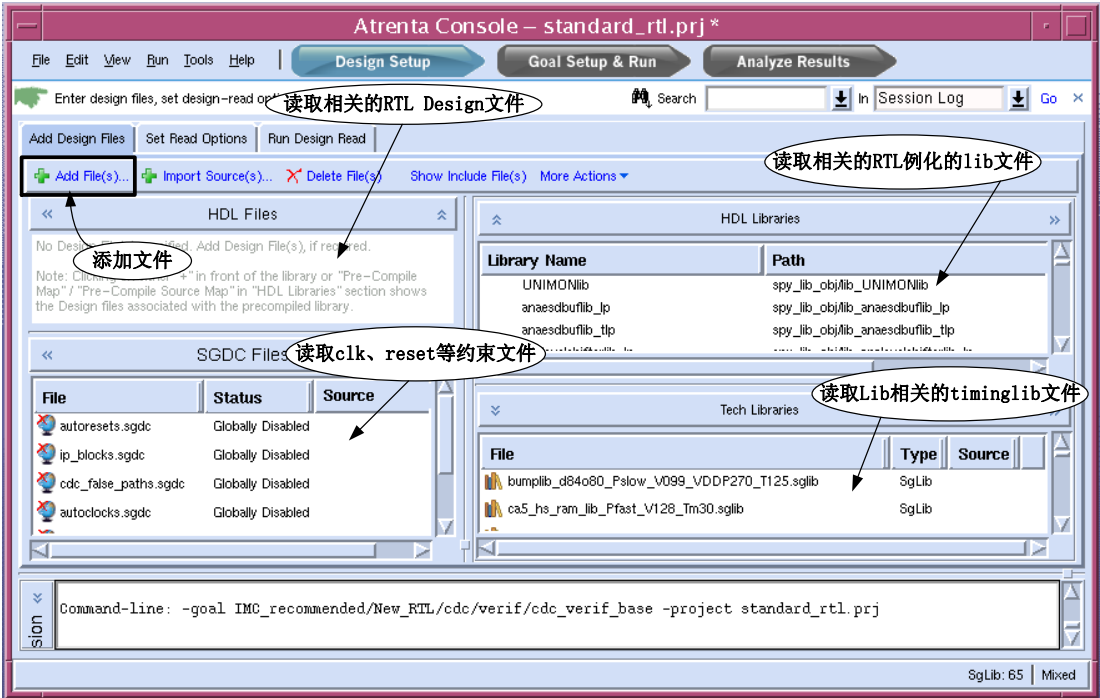 Atrenta Console – standard_rtl.prj *
File Edit View Run Tools Help
Design Setup
Goal Setup & Run
Analyze Results
Enter design files, set design-read
读取相关的RTL Design文件
Search
In
Session Log
Go
Add Design Files
Set Read Options
Run Design Read
读取相关的RTL例化的lib文件
Add File(s)...
Import Source(s)...
Delete File(s)
Show Include File(s)
More Actions
HDL Files
No Design File specified. Add Design File(s), if required.
添加文件
Note: "+" in front of the library or "Pre-Compile
Map" / "Pre-Compile Source Map" in "HDL Libraries" section shows
the Design files associated with the precompiled library.
HDL Libraries
Library Name Path
UNIMONlib spy_lib_obj/lib_UNIMONlib
anaesdbuflib_lp spy_lib_obj/lib_anaesdbuflib_lp
anaesdbuflib_tlp spy_lib_obj/lib_anaesdbuflib_tlp
SGDC Files
读取clk、reset等约束文件
File Status Source
autoresets.sgdc Globally Disabled
ip_blocks.sgdc Globally Disabled
cdc_false_paths.sgdc Globally Disabled
autoclocks.sgdc Globally Disabled
Tech Libraries
读取Lib相关的timinglib文件
File Type Source
bumplib_d84o80_Pslow_V099_VDDP270_T125.sglib SgLib
ca5_hs_ram_lib_Pfast_V128_Tm30.sglib SgLib
sion
Command-line: -goal IMC_recommended/New_RTL/cdc/verif/cdc_verif_base -project standard_rtl.prj
SgLib: 65 Mixed